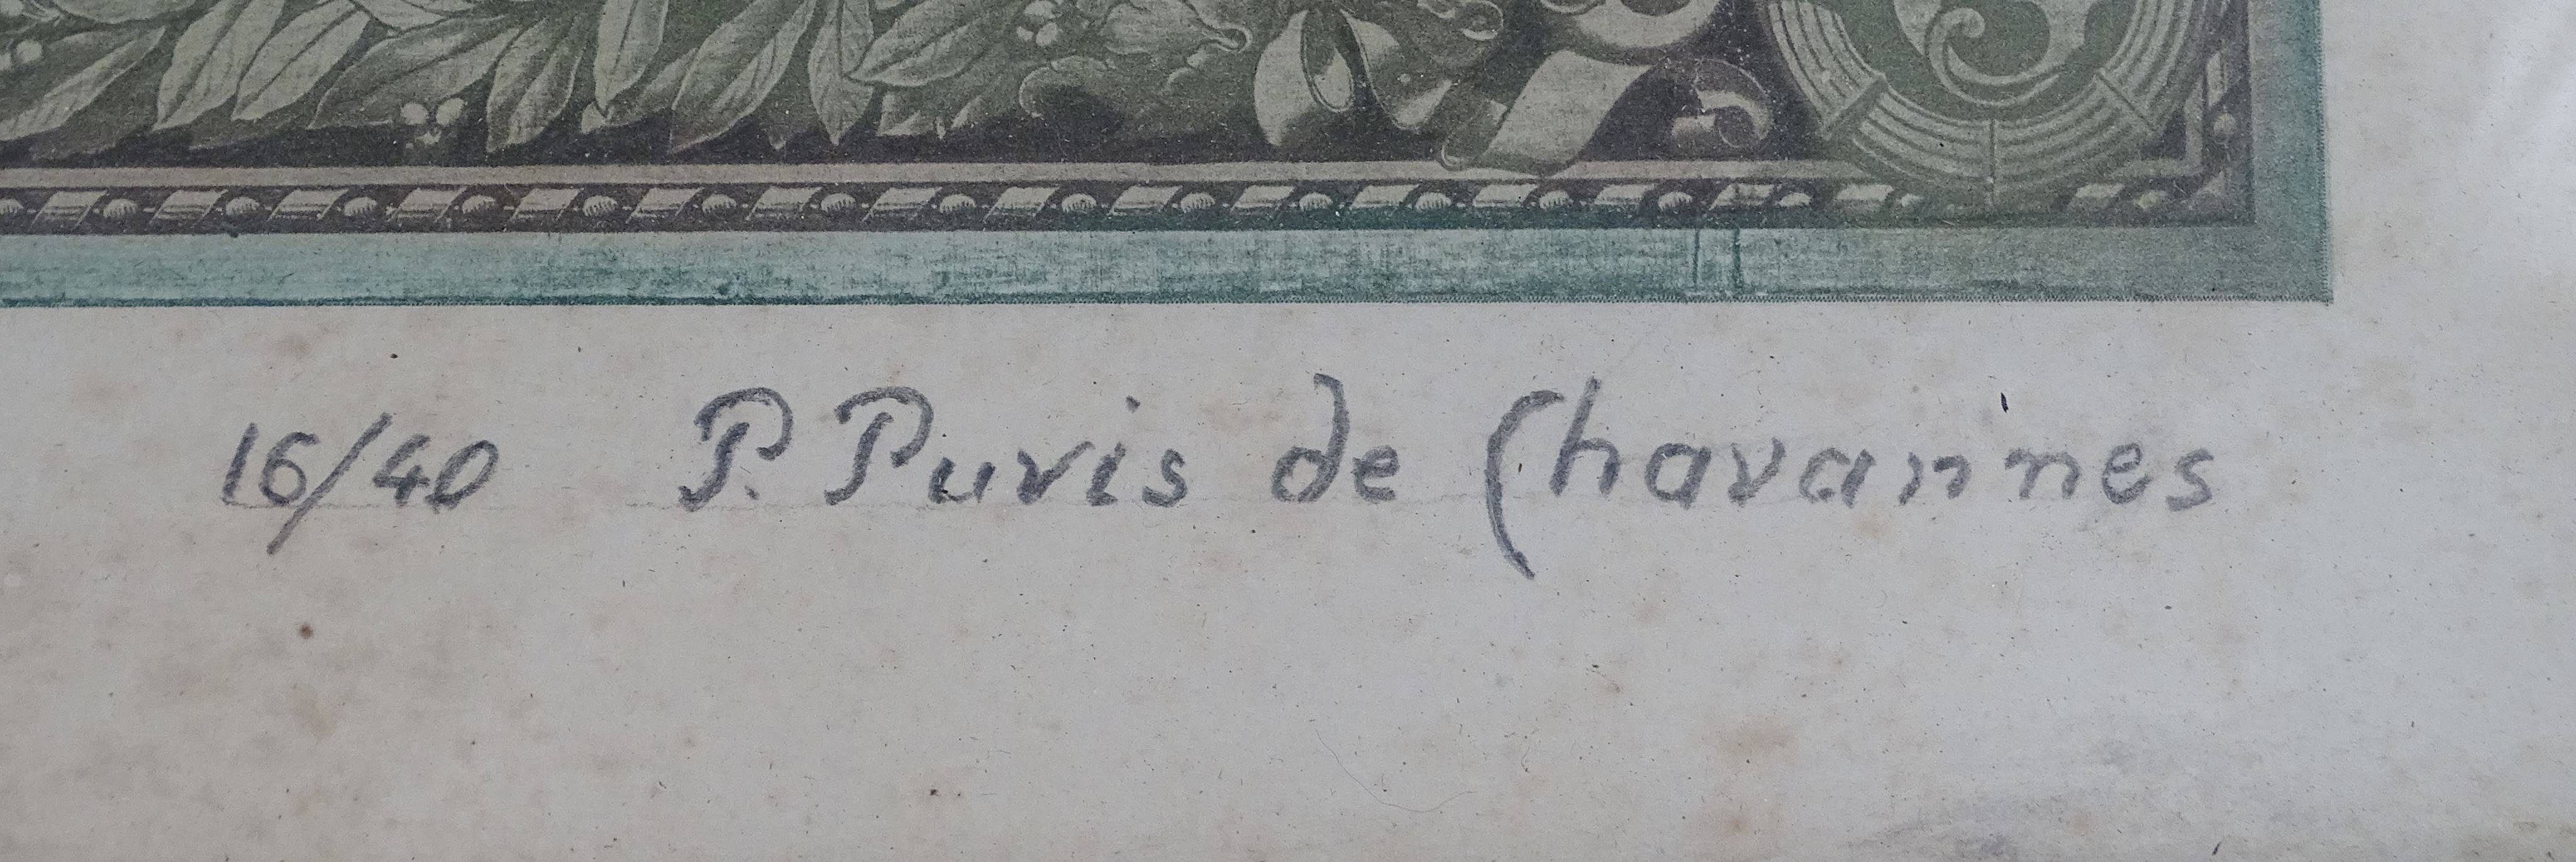 16/40 P. Puvis de Chavannes